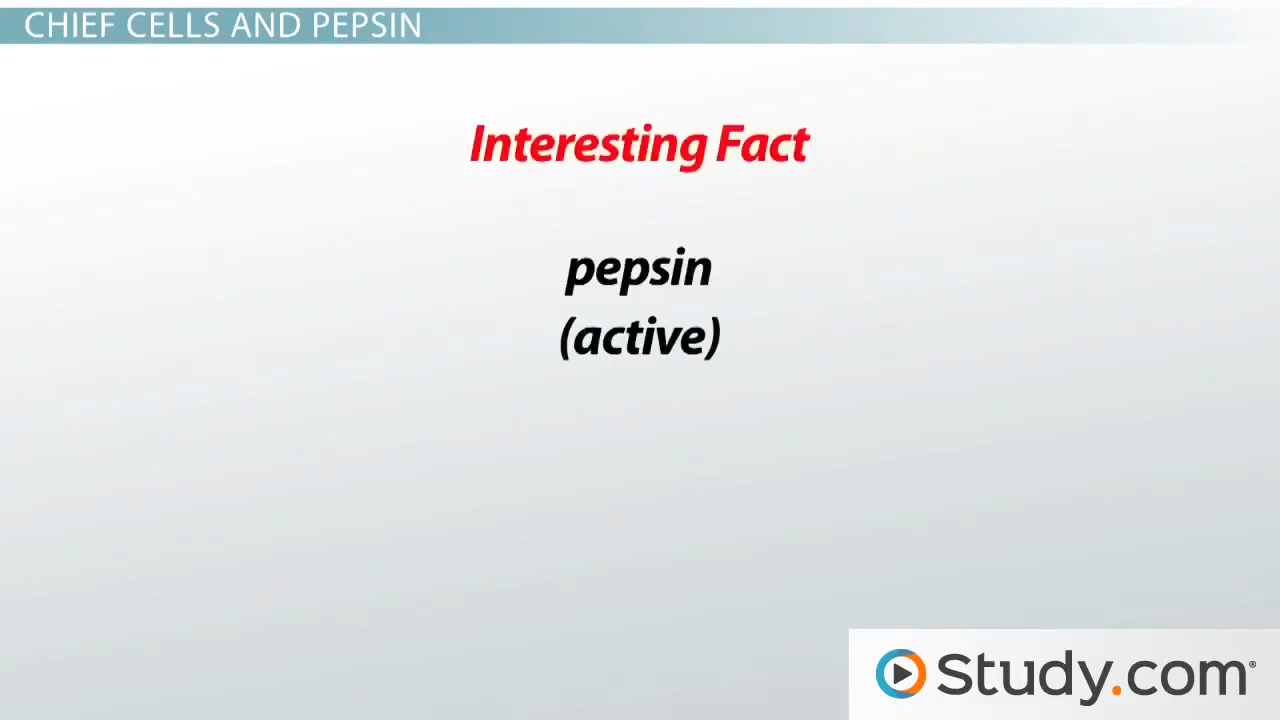 CHIEF CELLS AND PEPSIN
Interesting Fact
pepsin
(active)
Study.com®